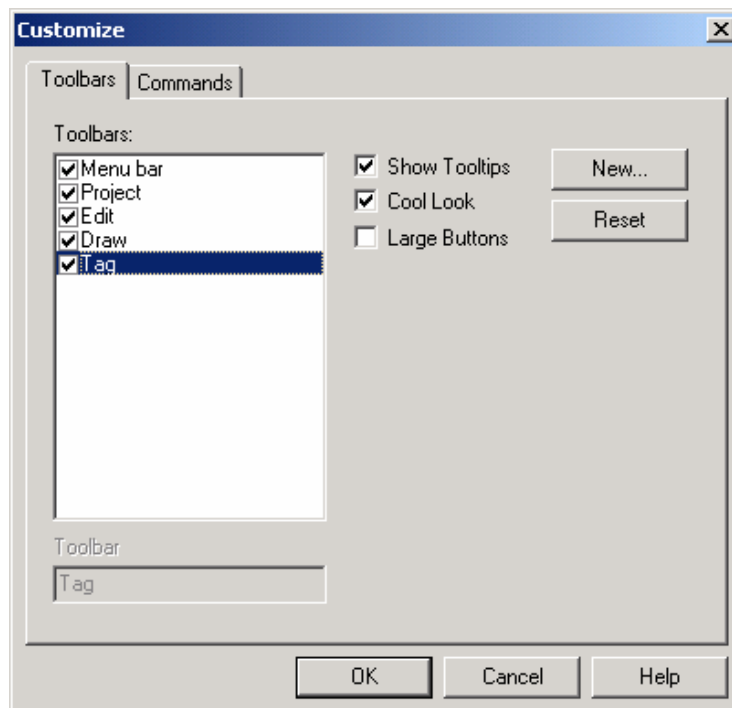 Customize
Toolbars Commands
Toolbars:
Menu bar
Project
Edit
Draw
Tag
Show Tooltips
Cool Look
Large Buttons
New...
Reset
Toolbar
Tag
OK Cancel Help